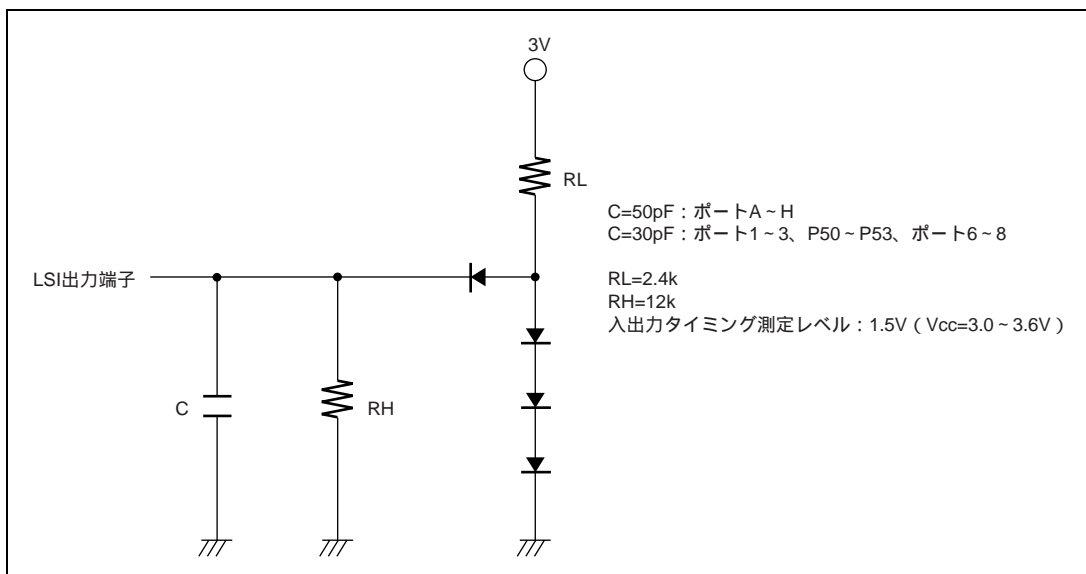 3V
RL
C=50pF：ポートA～H
C=30pF：ポート1～3、P50～P53、ポート6～8
LSI出力端子
RL=2.4k
RH=12k
入出力タイミング測定レベル：1.5V（Vcc=3.0～3.6V）
C
RH